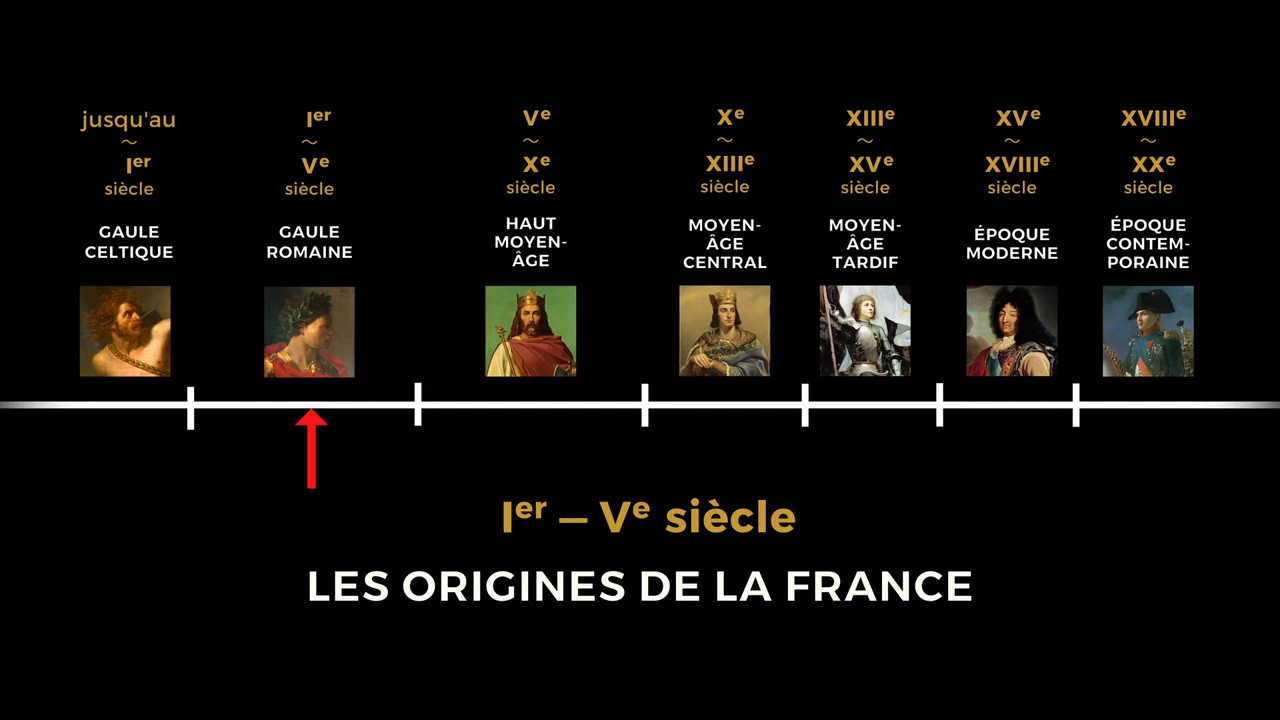 jusqu'au
~
Ier
siècle
GAULE
CELTIQUE
Ier
~
Ve
siècle
GAULE
ROMAINE
Ve
~
Xe
siècle
HAUT
MOYEN-
ÂGE
Xe
~
XIIIe
siècle
MOYEN-
ÂGE
CENTRAL
XIIIe
~
XVe
siècle
MOYEN-
ÂGE
TARDIF
XVe
~
XVIIIe
siècle
ÉPOQUE
MODERNE
XVIIIe
~
XXe
siècle
ÉPOQUE
CONTEM-
PORAINE
Ier – Ve siècle
LES ORIGINES DE LA FRANCE